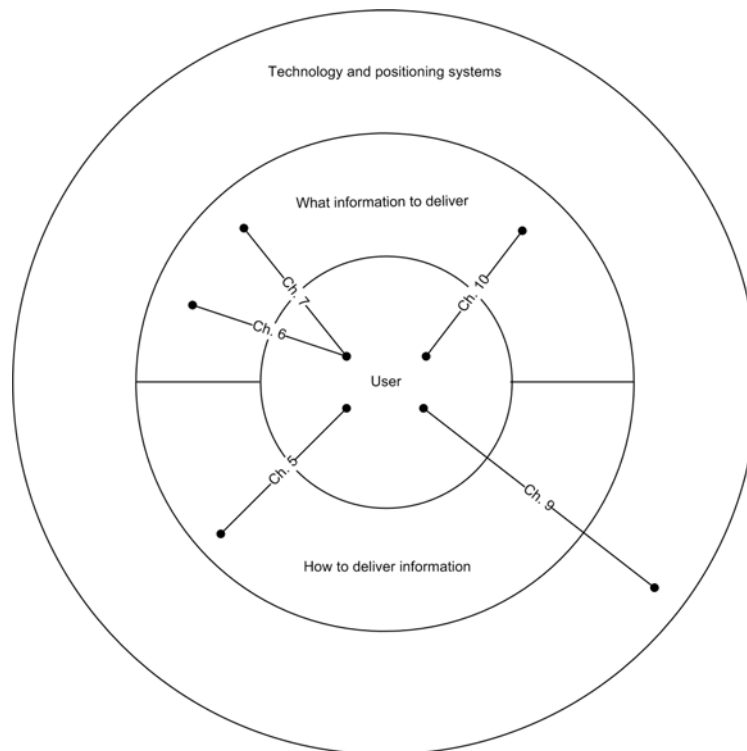 Technology and positioning systems
What information to deliver
Ch. 7
Ch. 10
Ch. 6
User
Ch. 5
Ch. 9
How to deliver information